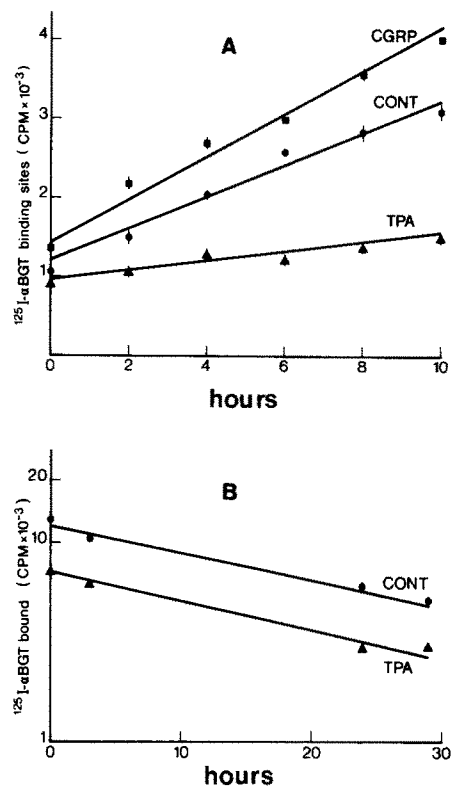 A
¹²⁵I-αBGT binding sites ( CPM×10⁻³)
4
3
2
1
CGRP
CONT
TPA
0 2 4 6 8 10
hours
B
¹²⁵I-αBGT bound (CPM×10⁻³)
20
10
1
CONT
TPA
0 10 20 30
hours